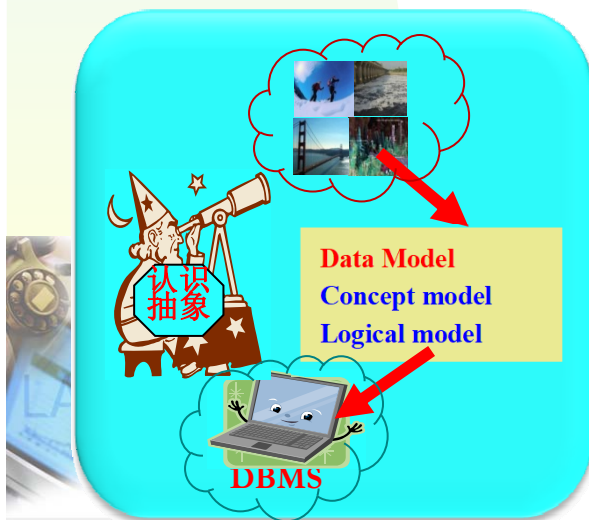 认识
抽象
Data Model
Concept model
Logical model
DBMS